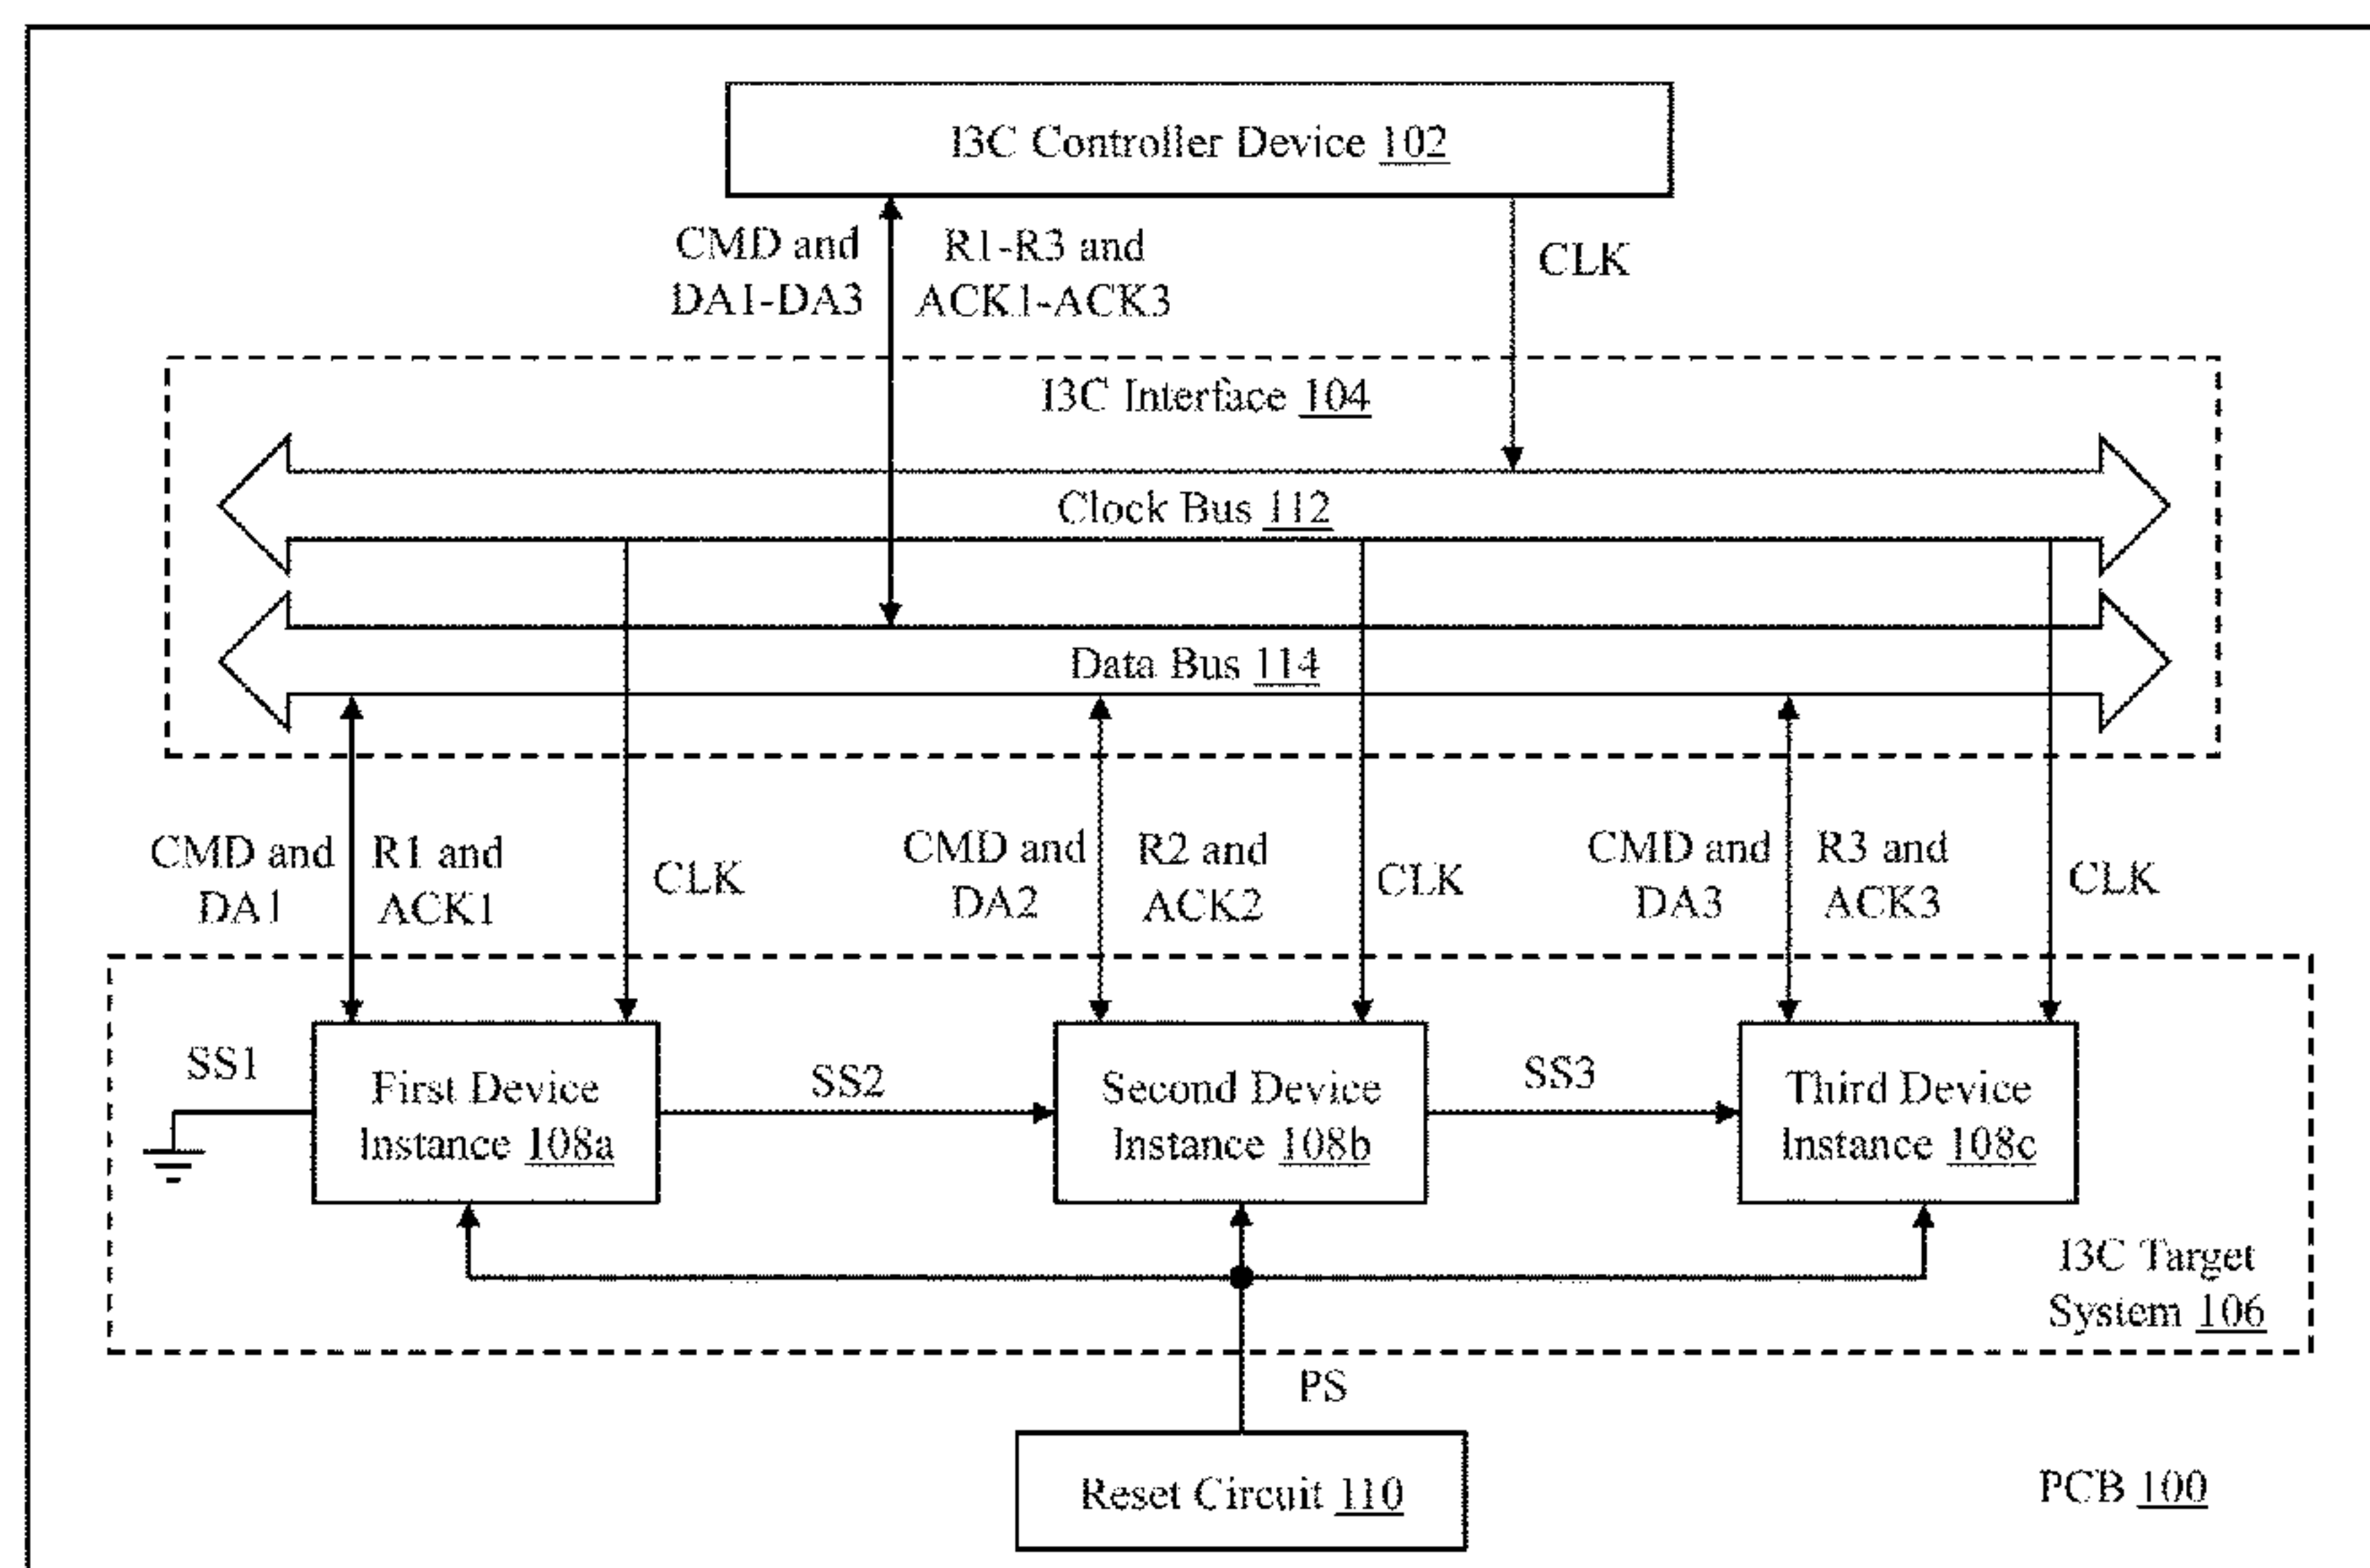 I3C Controller Device 102
CMD and
DA1-DA3
R1-R3 and
ACK1-ACK3
CLK
I3C Interface 104
Clock Bus 112
Data Bus 114
CMD and
DA1
R1 and
ACK1
CLK
CMD and
DA2
R2 and
ACK2
CLK
CMD and
DA3
R3 and
ACK3
CLK
SS1
First Device
Instance 108a
SS2
Second Device
Instance 108b
SS3
Third Device
Instance 108c
I3C Target
System 106
PS
Reset Circuit 110
PCB 100